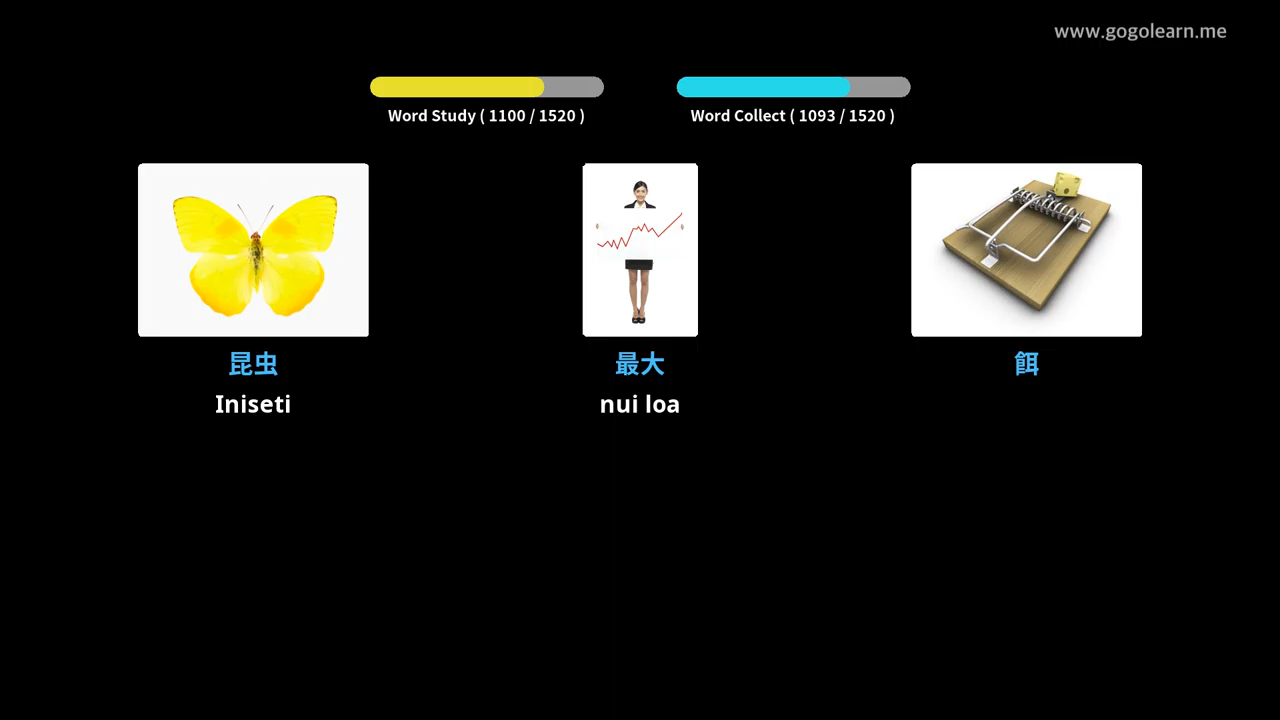 www.gogolearn.me
Word Study ( 1100 / 1520 )
Word Collect ( 1093 / 1520 )
昆虫
最大
餌
Iniseti
nui loa